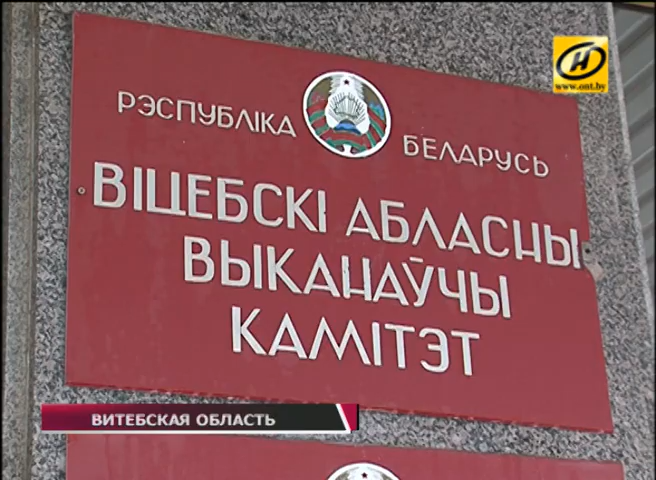 www.ont.by
РЭСПУБЛІКА БЕЛАРУСЬ
ВІЦЕБСКІ АБЛАСНЫ
ВЫКАНАЎЧЫ
КАМІТЭТ
ВИТЕБСКАЯ ОБЛАСТЬ